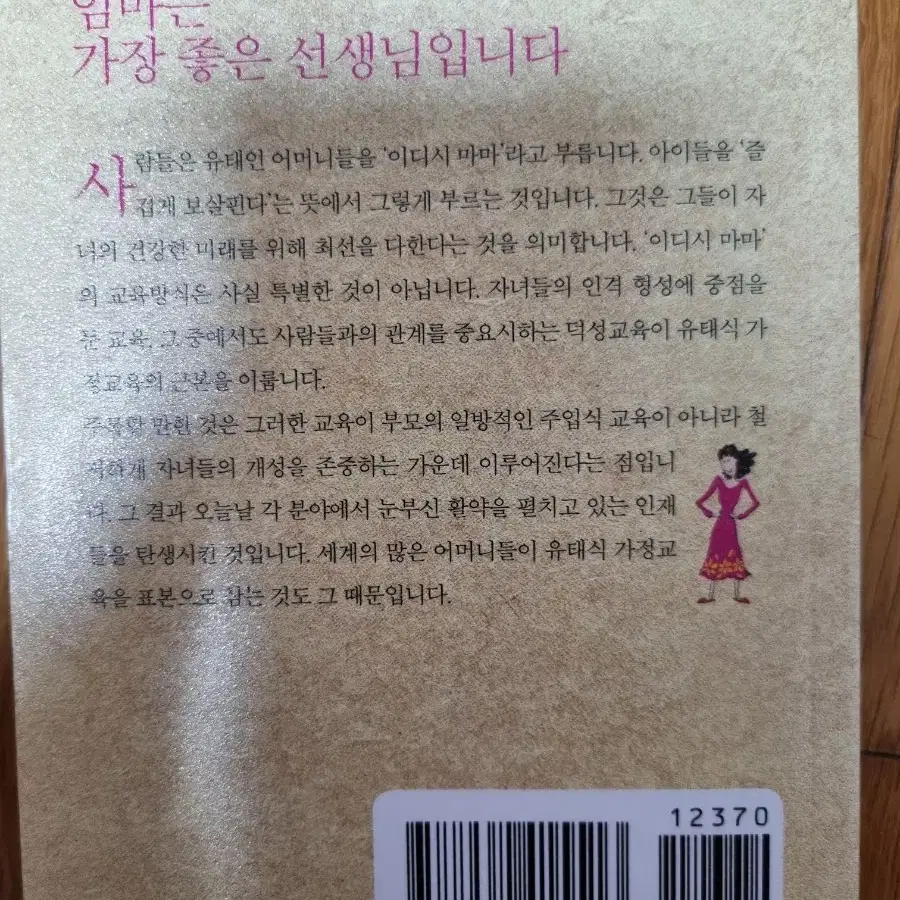 엄마는
가장 좋은 선생님입니다
사람들은 유태인 어머니들을 '이디시 마마'라고 부릅니다. 아이들을 '즐
겁게 보살핀다'는 뜻에서 그렇게 부르는 것입니다. 그것은 그들이 자
녀의 건강한 미래를 위해 최선을 다한다는 것을 의미합니다. '이디시 마마'
의 교육방식은 사실 특별한 것이 아닙니다. 자녀들의 인격 형성에 중점을
둔 교육, 그 중에서도 사람들과의 관계를 중요시하는 덕성교육이 유태식 가
정교육의 근본을 이룹니다.
주목할 만한 것은 그러한 교육이 부모의 일방적인 주입식 교육이 아니라 철
저하게 자녀들의 개성을 존중하는 가운데 이루어진다는 점입니
다. 그 결과 오늘날 각 분야에서 눈부신 활약을 펼치고 있는 인재
들을 탄생시킨 것입니다. 세계의 많은 어머니들이 유태식 가정교
육을 표본으로 삼는 것도 그 때문입니다.
12370